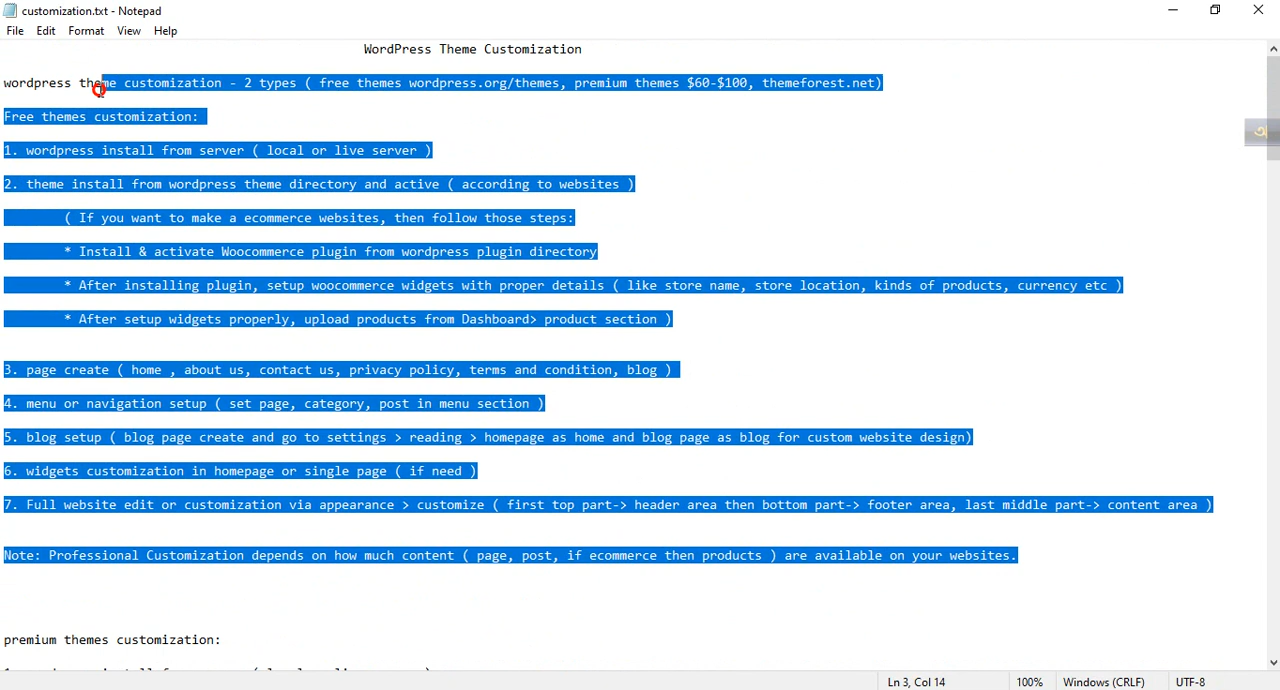 customization.txt - Notepad
File Edit Format View Help
WordPress Theme Customization
wordpress theme customization - 2 types ( free themes wordpress.org/themes, premium themes $60-$100, themeforest.net)
Free themes customization:
1. wordpress install from server ( local or live server )
2. theme install from wordpress theme directory and active ( according to websites )
( If you want to make a ecommerce websites, then follow those steps:
* Install & activate Woocommerce plugin from wordpress plugin directory
* After installing plugin, setup woocommerce widgets with proper details ( like store name, store location, kinds of products, currency etc )
* After setup widgets properly, upload products from Dashboard> product section )
3. page create ( home , about us, contact us, privacy policy, terms and condition, blog )
4. menu or navigation setup ( set page, category, post in menu section )
5. blog setup ( blog page create and go to settings > reading > homepage as home and blog page as blog for custom website design)
6. widgets customization in homepage or single page ( if need )
7. Full website edit or customization via appearance > customize ( first top part-> header area then bottom part-> footer area, last middle part-> content area )
Note: Professional Customization depends on how much content ( page, post, if ecommerce then products ) are available on your websites.
premium themes customization:
Ln 3, Col 14 100% Windows (CRLF) UTF-8